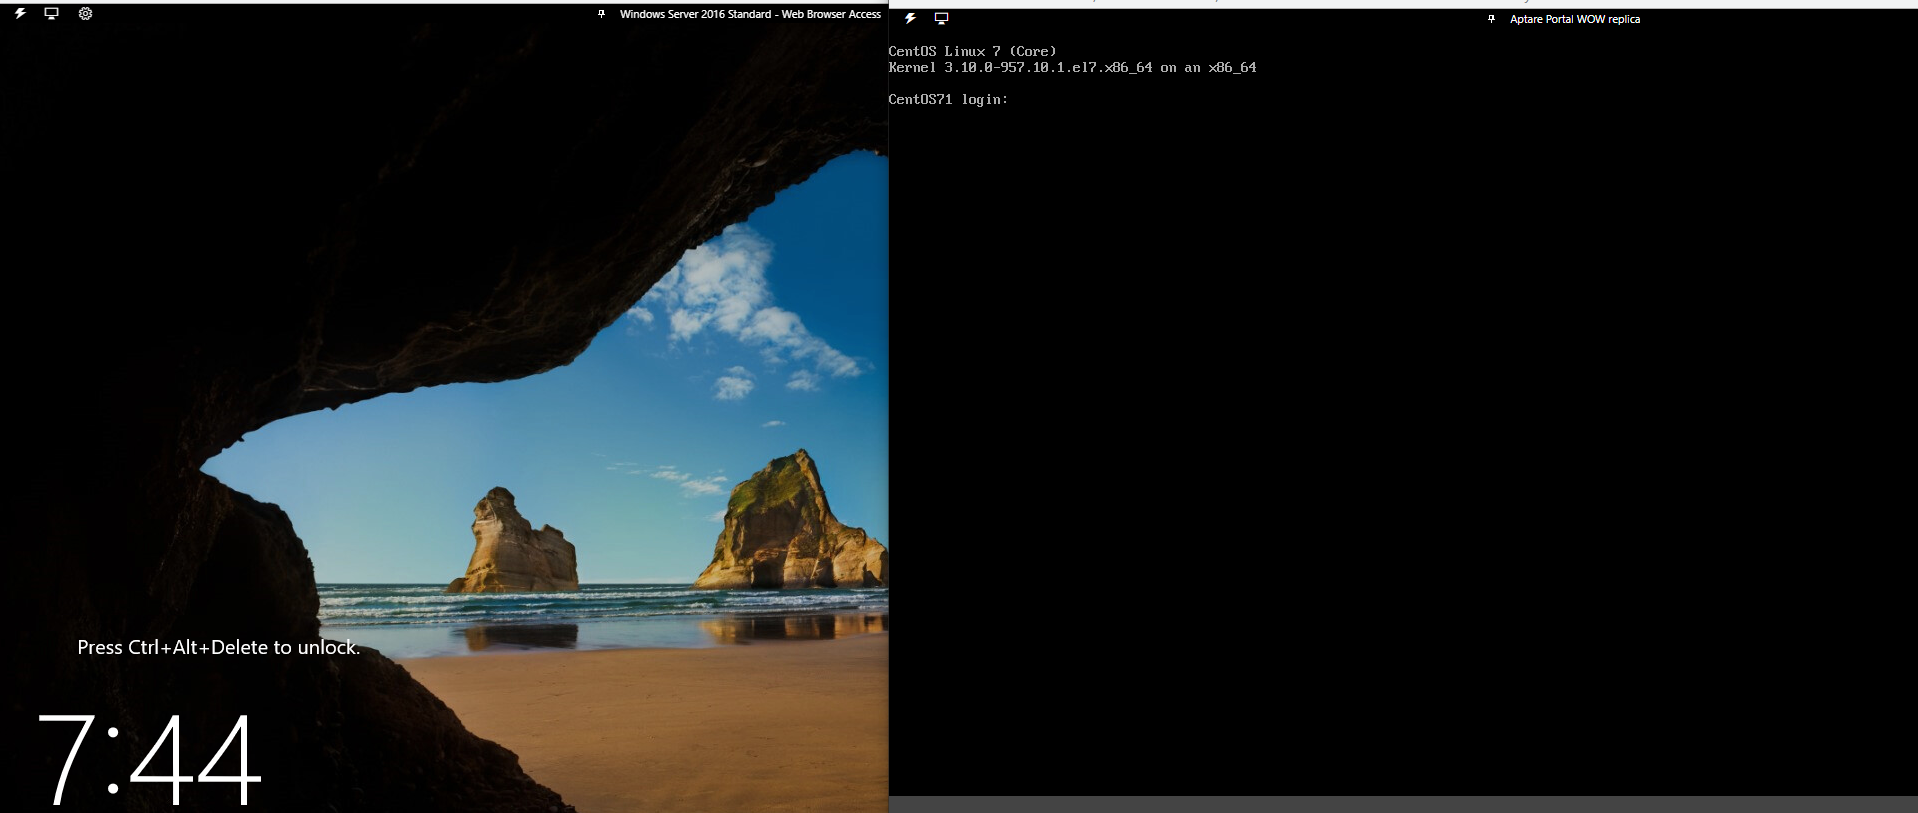 Windows Server 2016 Standard - Web Browser Access
Press Ctrl+Alt+Delete to unlock.
7:44
Aptare Portal WOW replica
CentOS Linux 7 (Core)
Kernel 3.10.0-957.10.1.el7.x86_64 on an x86_64
CentOS71 login: